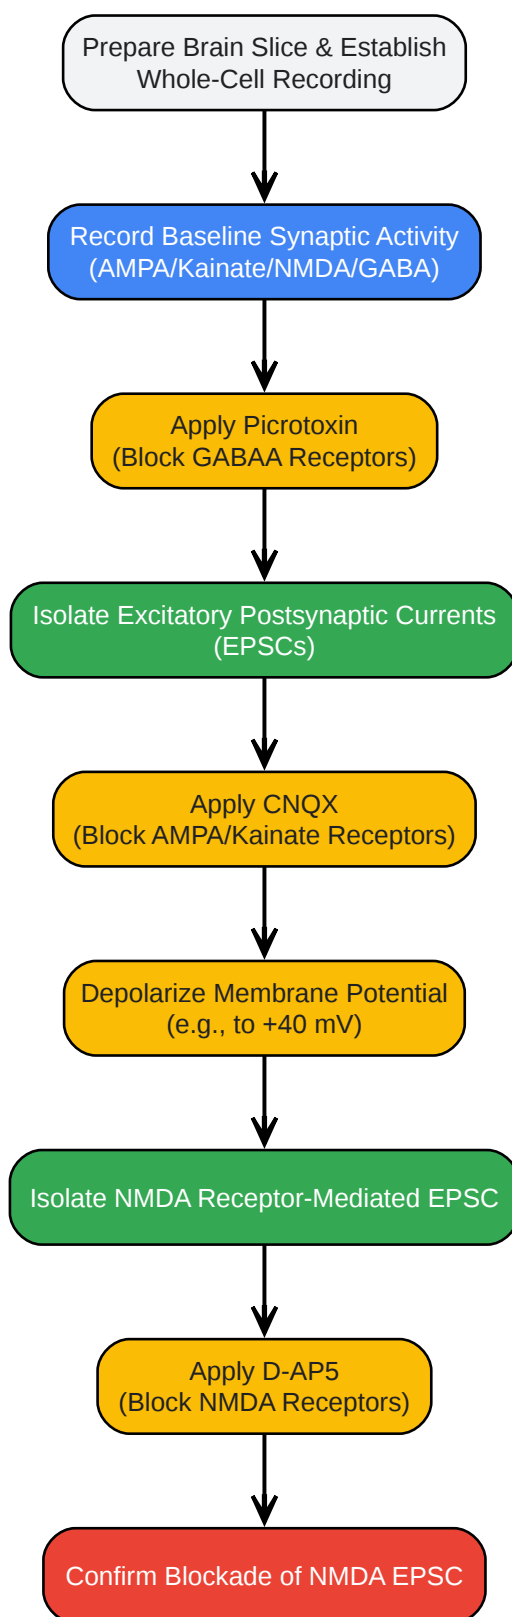 Prepare Brain Slice & Establish
Whole-Cell Recording
Record Baseline Synaptic Activity
(AMPA/Kainate/NMDA/GABA)
Apply Picrotoxin
(Block GABAA Receptors)
Isolate Excitatory Postsynaptic Currents
(EPSCs)
Apply CNQX
(Block AMPA/Kainate Receptors)
Depolarize Membrane Potential
(e.g., to +40 mV)
Isolate NMDA Receptor-Mediated EPSC
Apply D-AP5
(Block NMDA Receptors)
Confirm Blockade of NMDA EPSC